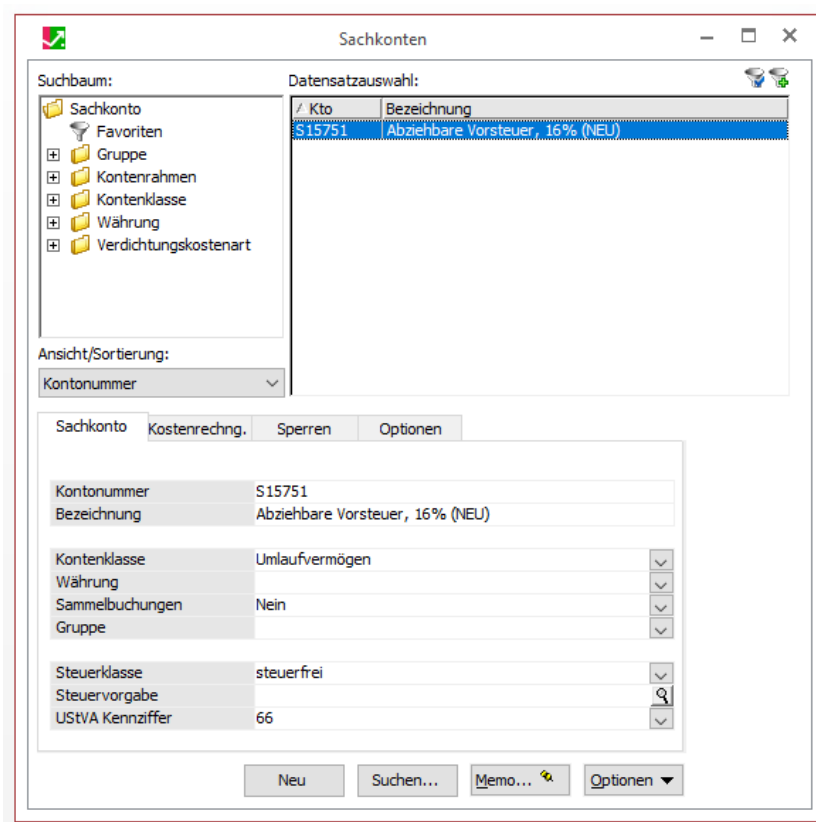 Sachkonten
Suchbaum:
Datensatzauswahl:
Sachkonto
Favoriten
Gruppe
Kontenrahmen
Kontenklasse
Währung
Verdichtungskostenart
Kto Bezeichnung
S15751 Abziehbare Vorsteuer, 16% (NEU)
Ansicht/Sortierung:
Kontonummer
Sachkonto Kostenrechng. Sperren Optionen
Kontonummer S15751
Bezeichnung Abziehbare Vorsteuer, 16% (NEU)
Kontenklasse Umlaufvermögen
Währung
Sammelbuchungen Nein
Gruppe
Steuerklasse steuerfrei
Steuervorgabe
UStVA Kennziffer 66
Neu Suchen... Memo... Optionen